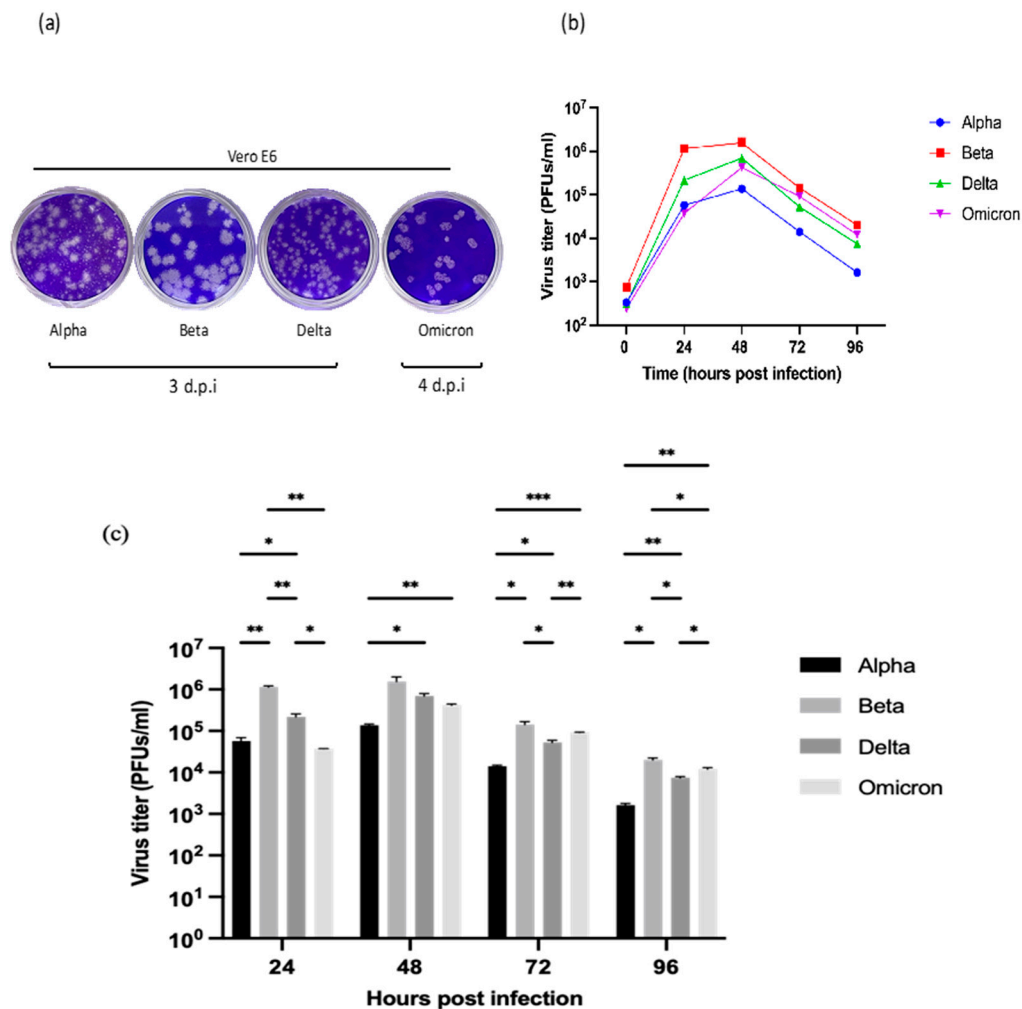 (a)
Vero E6
Alpha Beta Delta Omicron
3 d.p.i 4 d.p.i
(b)
Virus titer (PFUs/ml)
10⁷
10⁶
10⁵
10⁴
10³
10²
0 24 48 72 96
Time (hours post infection)
Alpha
Beta
Delta
Omicron
(c)
**
** *** *
* * **
** ** * ** *
** * * * * *
Virus titer (PFUs/ml)
10⁷
10⁶
10⁵
10⁴
10³
10²
10¹
10⁰
24 48 72 96
Hours post infection
Alpha
Beta
Delta
Omicron